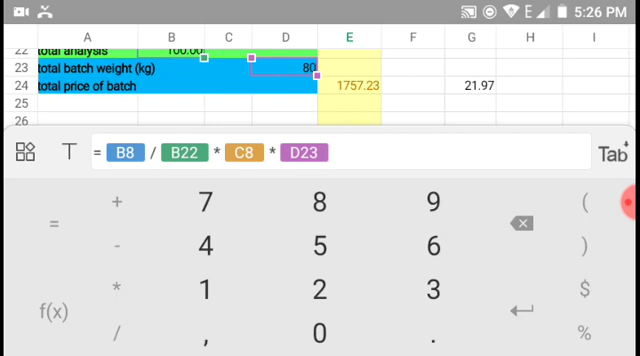 E 5:26 PM
A B C D E F G H I
22 total analysis 100.00
23 total batch weight (kg) 80
24 total price of batch 1757.23 21.97
25
26
= B8 / B22 * C8 * D23 Tab
+ 7 8 9 (
=
- 4 5 6 )
* 1 2 3 $
f(x)
/ , 0 . %